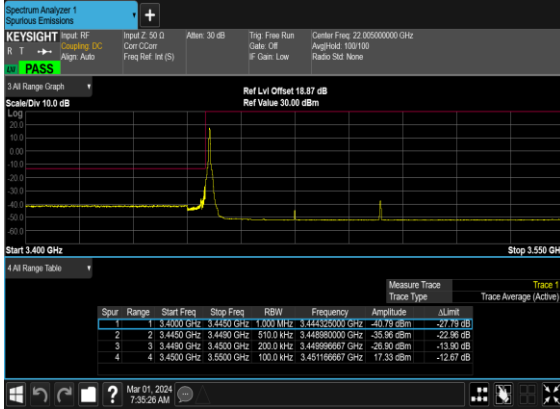 Spectrum Analyzer 1
Spurious Emissions
KEYSIGHT Input: RF Input Z: 50 Ω Atten: 30 dB Trig: Free Run Center Freq: 22.005000000 GHz
R T Coupling: DC Corr CCorr Gate: Off Avg|Hold: 100/100
Align: Auto Freq Ref: Int (S) IF Gain: Low Radio Std: None
PASS
3 All Range Graph
Ref Lvl Offset 18.87 dB
Scale/Div 10.0 dB Ref Value 30.00 dBm
Log
20.0
10.0
0.00
-10.0
-20.0
-30.0
-40.0
-50.0
-60.0
Start 3.400 GHz Stop 3.550 GH
4 All Range Table
Measure Trace Trace 1
Trace Type Trace Average (Active)
Spur Range Start Freq Stop Freq RBW Frequency Amplitude ΔLimit
1 1 3.4000 GHz 3.4450 GHz 1.000 MHz 3.444325000 GHz -40.79 dBm -27.79 dB
2 2 3.4450 GHz 3.4490 GHz 510.0 kHz 3.448980000 GHz -35.96 dBm -22.96 dB
3 3 3.4490 GHz 3.4500 GHz 200.0 kHz 3.449996667 GHz -26.90 dBm -13.90 dB
4 4 3.4500 GHz 3.5500 GHz 100.0 kHz 3.451166667 GHz 17.33 dBm -12.67 dB
?
Mar 01, 2024
7:35:26 AM